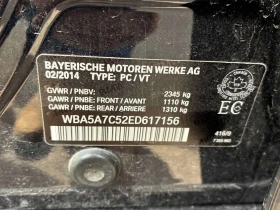 BAYERISCHE MOTOREN WERKE AG
02/2014 TYPE: PC / VT
GVWR / PNBV: 2345 kg
GAWR / PNBE: FRONT / AVANT 1110 kg
GAWR / PNBE: REAR / ARRIERE 1310 kg
EC
WBA5A7C52ED617156
416/9